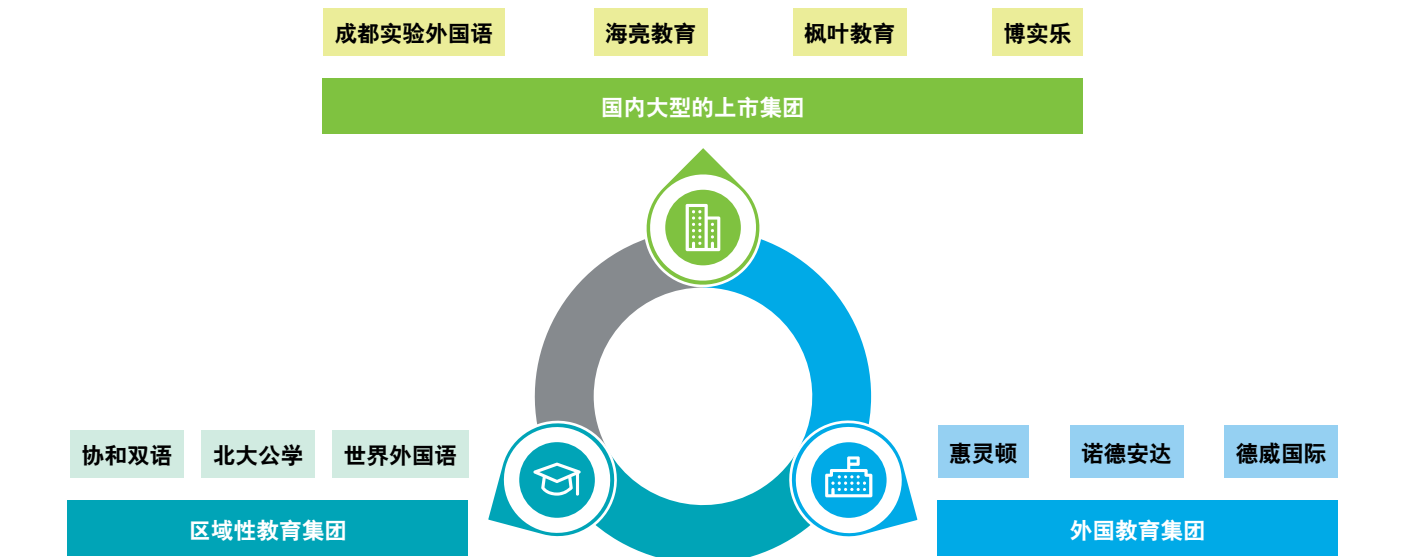 成都实验外国语
海亮教育
枫叶教育
博实乐
国内大型的上市集团
协和双语
北大公学
世界外国语
区域性教育集团
惠灵顿
诺德安达
德威国际
外国教育集团